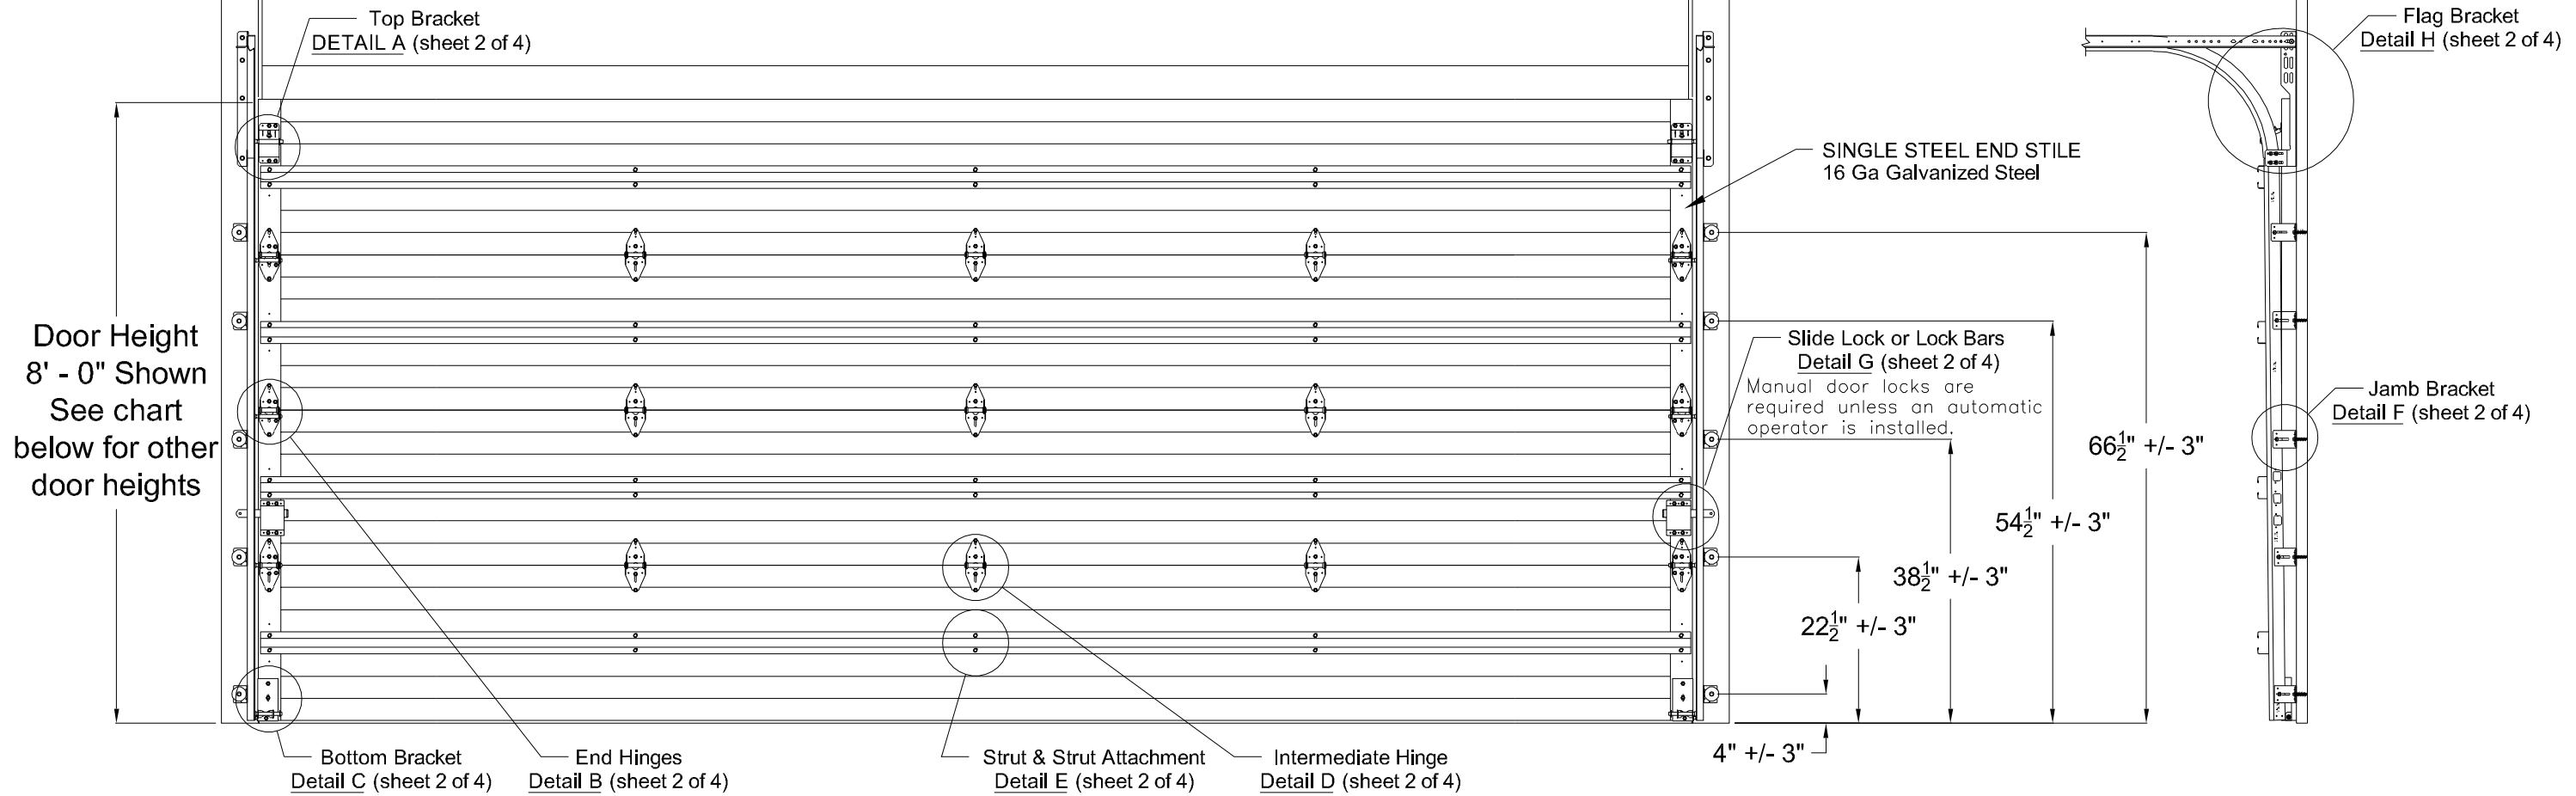 Top Bracket
DETAIL A (sheet 2 of 4)
Flag Bracket
Detail H (sheet 2 of 4)
SINGLE STEEL END STILE
16 Ga Galvanized Steel
Door Height
8' - 0" Shown
See chart
below for other
door heights
Slide Lock or Lock Bars
Detail G (sheet 2 of 4)
Manual door locks are
required unless an automatic
operator is installed.
Jamb Bracket
Detail F (sheet 2 of 4)
66½" +/- 3"
54½" +/- 3"
38½" +/- 3"
22½" +/- 3"
4" +/- 3"
Bottom Bracket
Detail C (sheet 2 of 4)
End Hinges
Detail B (sheet 2 of 4)
Strut & Strut Attachment
Detail E (sheet 2 of 4)
Intermediate Hinge
Detail D (sheet 2 of 4)